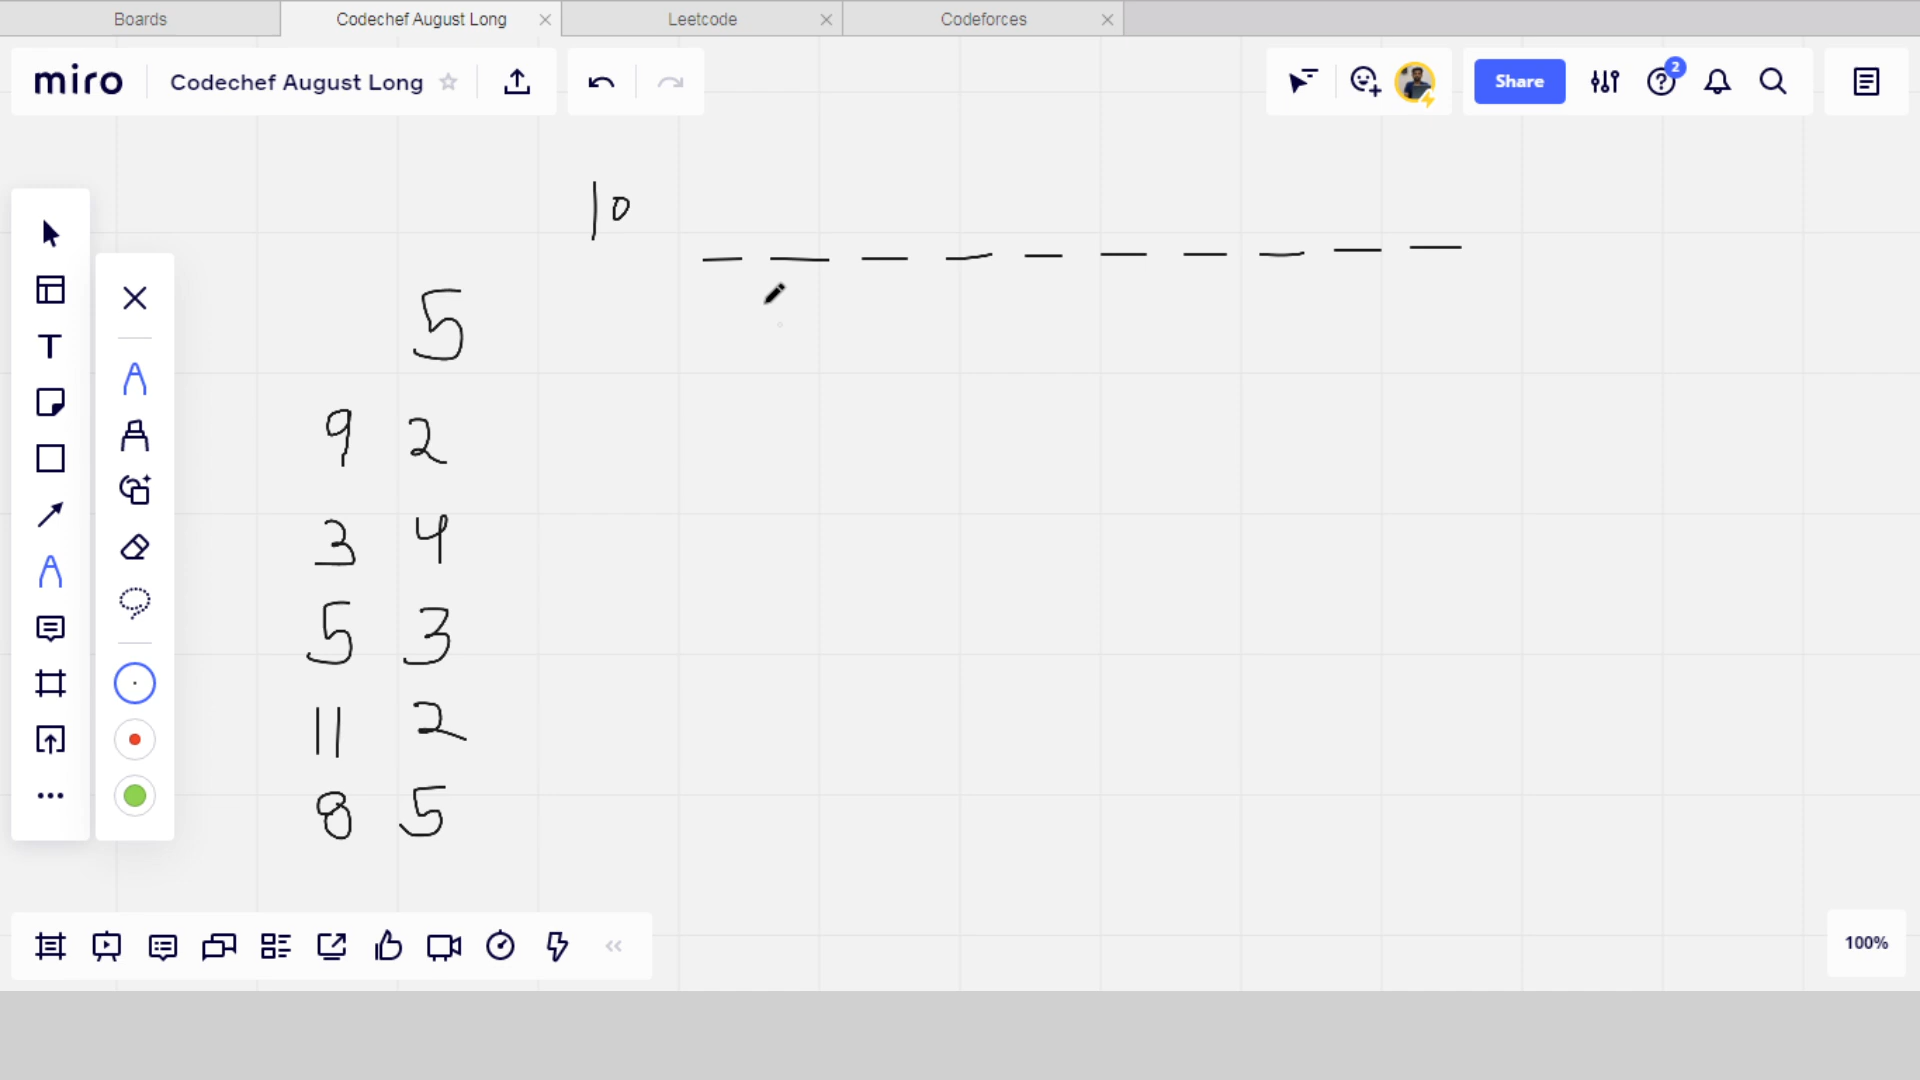 Boards
Codechef August Long
Leetcode
Codeforces
miro
Codechef August Long
Share
2
10
5
9 2
3 4
5 3
11 2
8 5
100%